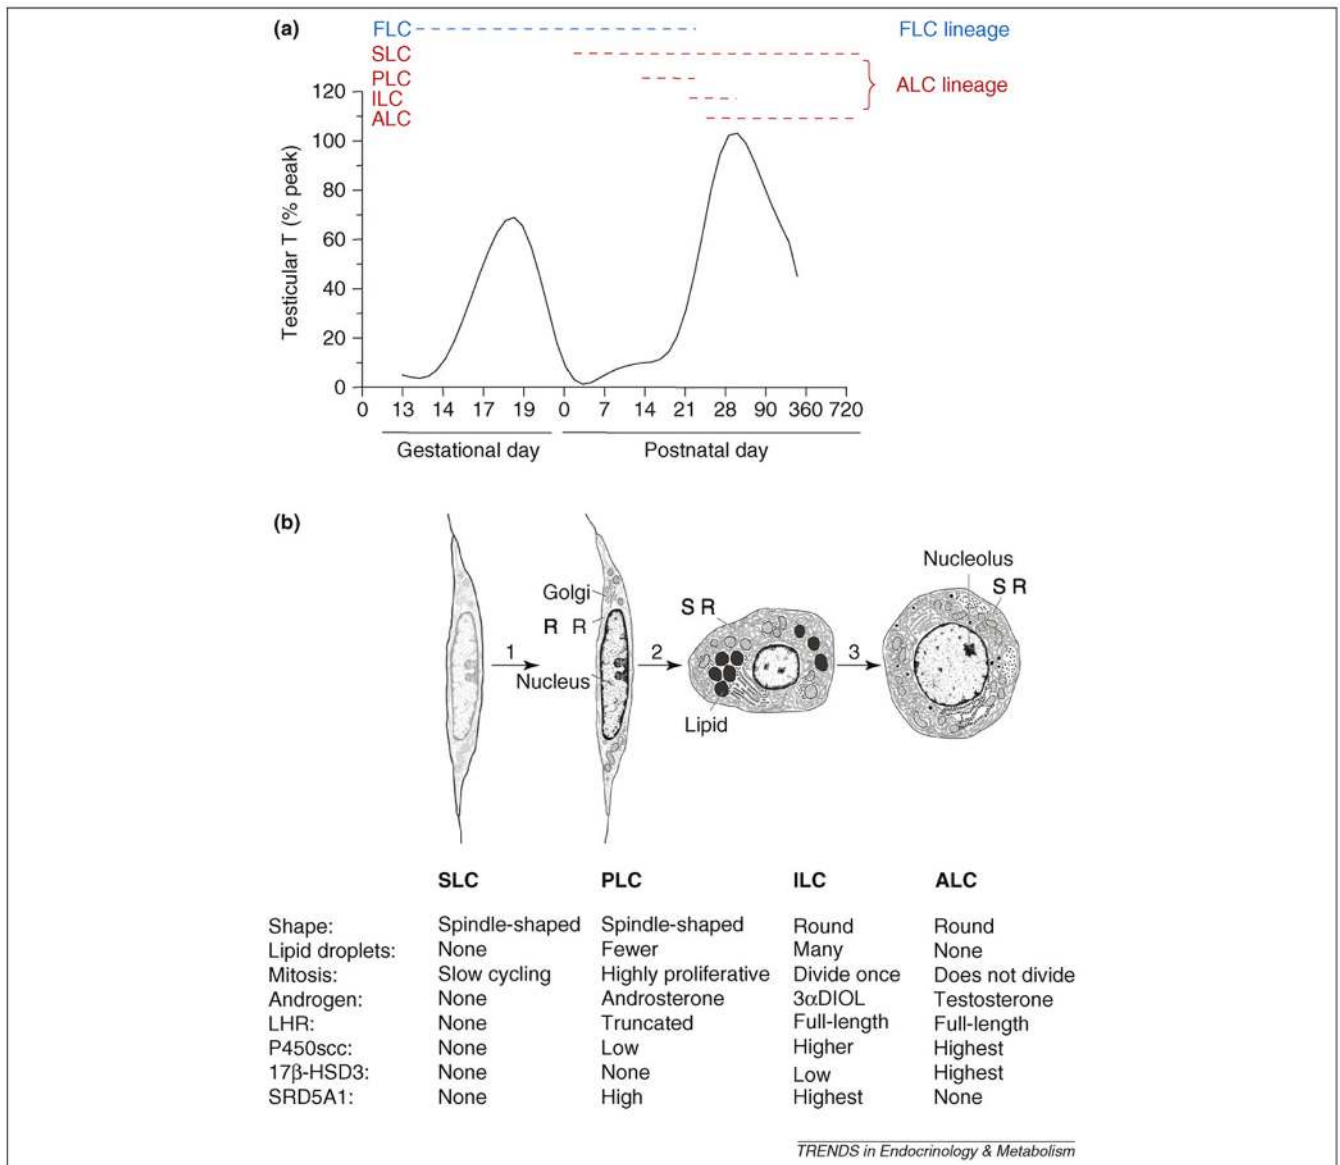 (a)
FLC FLC lineage
SLC
PLC ALC lineage
ILC
ALC
Testicular T (% peak)
120
100
80
60
40
20
0
0 13 14 17 19 0 7 14 21 28 90 360 720
Gestational day Postnatal day
(b)
Nucleolus
Golgi S R
S R
R R
1 2 3
Nucleus
Lipid
SLC PLC ILC ALC
Shape: Spindle-shaped Spindle-shaped Round Round
Lipid droplets: None Fewer Many None
Mitosis: Slow cycling Highly proliferative Divide once Does not divide
Androgen: None Androsterone 3αDIOL Testosterone
LHR: None Truncated Full-length Full-length
P450scc: None Low Higher Highest
17β-HSD3: None None Low Highest
SRD5A1: None High Highest None
TRENDS in Endocrinology & Metabolism